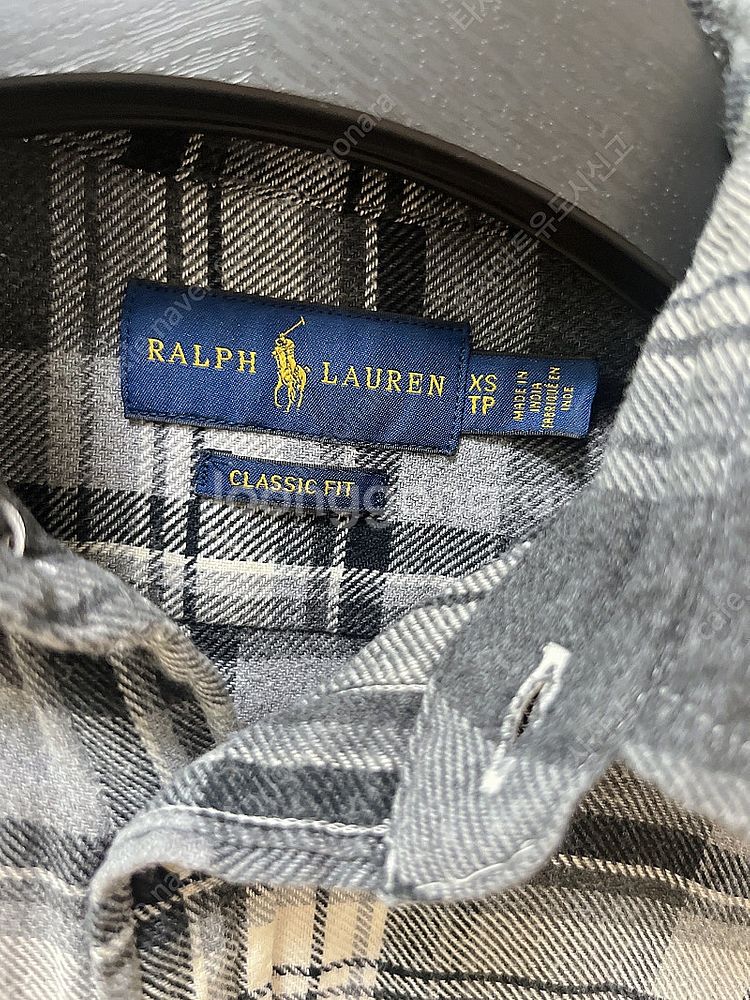 RALPH LAUREN
XS
TP
MADE IN
INDIA
FABRIQUÉ EN
INDE
CLASSIC FIT